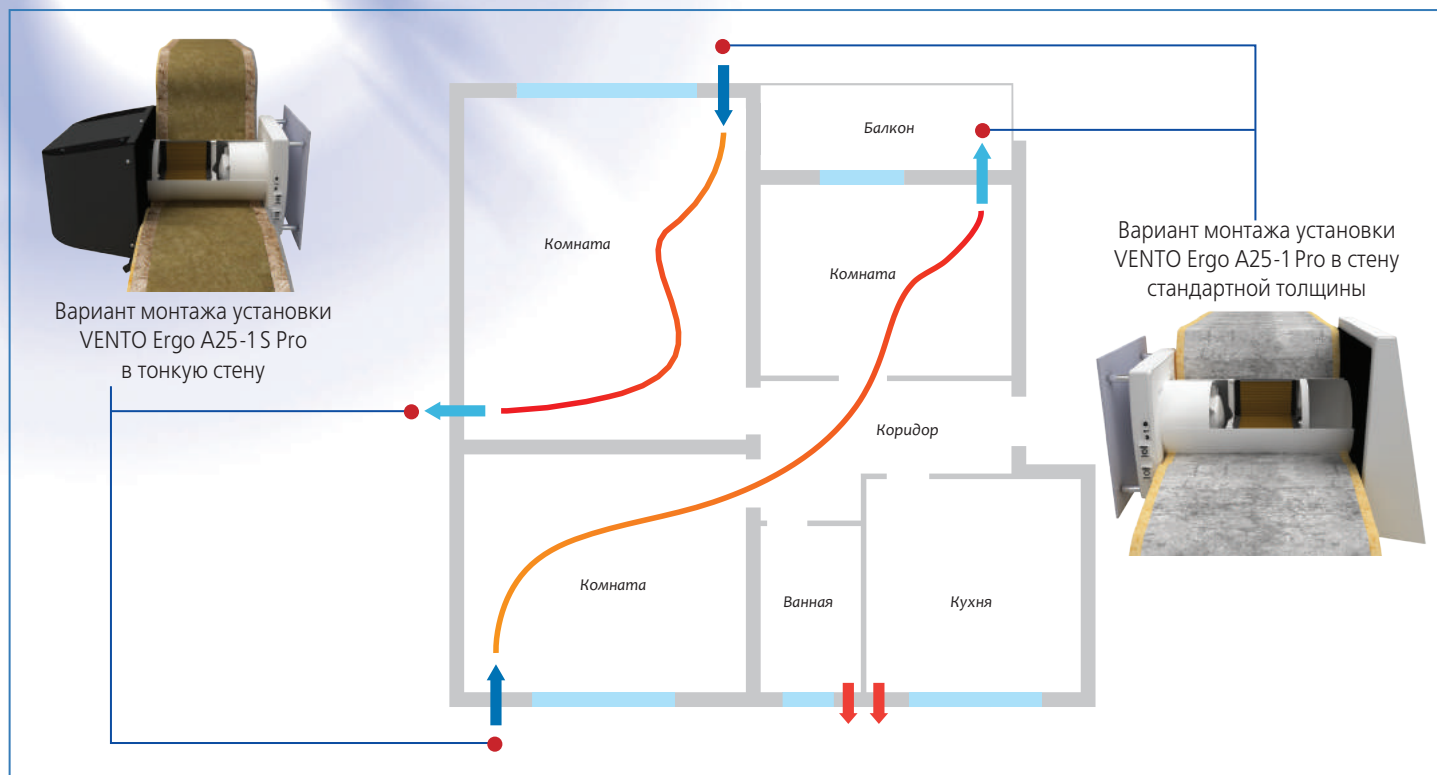 Балкон
Комната
Комната
Вариант монтажа установки
VENTO Ergo A25-1 Pro в стену
стандартной толщины
Вариант монтажа установки
VENTO Ergo A25-1 S Pro
в тонкую стену
Коридор
Комната
Ванная
Кухня